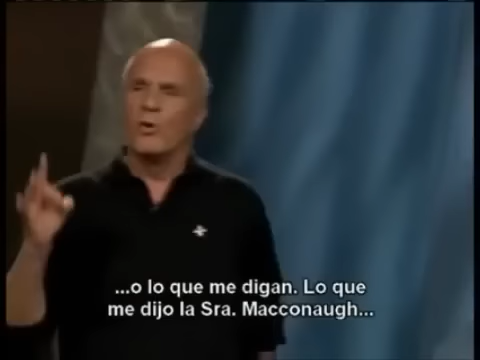 ...o lo que me digan. Lo que
me dijo la Sra. Macconaugh...